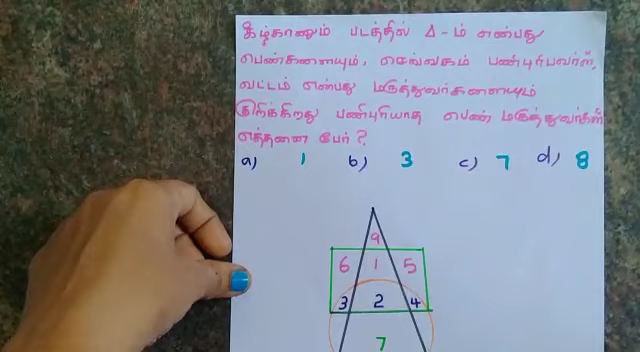 கீழ்காணும் படத்தில் Δ-ம் என்பது
பெண்களையும், செவ்வகம் பணிபுரிபவர்கள்,
வட்டம் என்பது மருத்துவர்களையும்
குறிக்கிறது பணிபுரியாத பெண் மருத்துவர்கள்
எத்தனை பேர்?
a) 1 b) 3 c) 7 d) 8
9
6 1 5
3 2 4
7